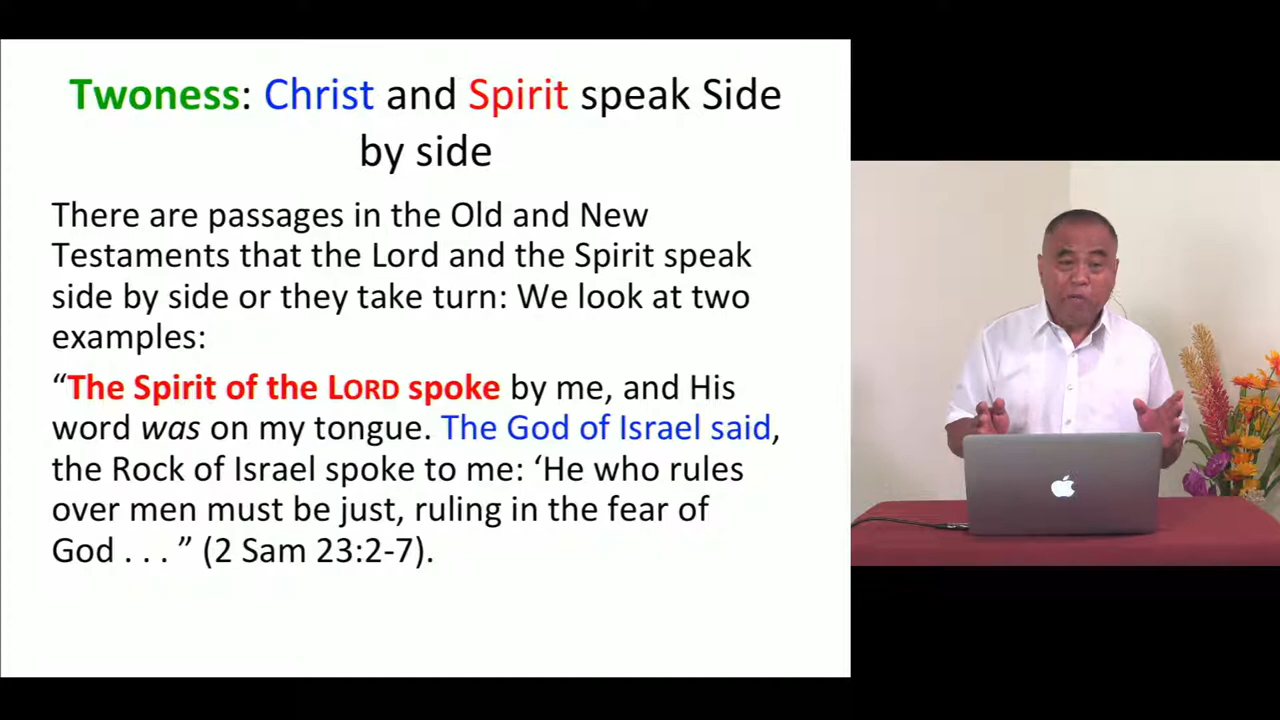 Twoness: Christ and Spirit speak Side
by side
There are passages in the Old and New
Testaments that the Lord and the Spirit speak
side by side or they take turn: We look at two
examples:
“The Spirit of the LORD spoke by me, and His
word was on my tongue. The God of Israel said,
the Rock of Israel spoke to me: ‘He who rules
over men must be just, ruling in the fear of
God . . . ” (2 Sam 23:2-7).